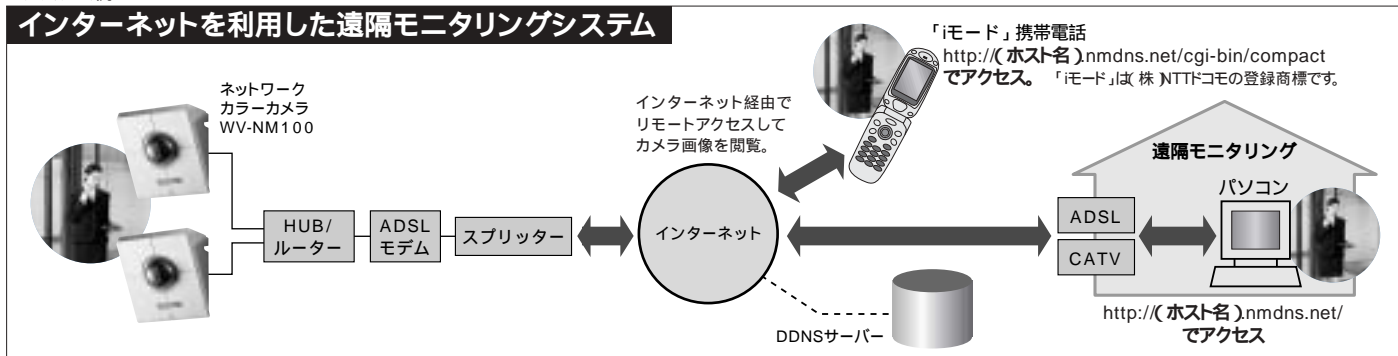 インターネットを利用した遠隔モニタリングシステム
ネットワーク
カラーカメラ
WV-NM100
HUB/
ルーター
ADSL
モデム
スプリッター
インターネット経由で
リモートアクセスして
カメラ画像を閲覧。
インターネット
DDNSサーバー
「iモード」携帯電話
http://(ホスト名).nmdns.net/cgi-bin/compact
でアクセス。 「iモード」は(株)NTTドコモの登録商標です。
遠隔モニタリング
パソコン
ADSL
CATV
http://(ホスト名).nmdns.net/
でアクセス